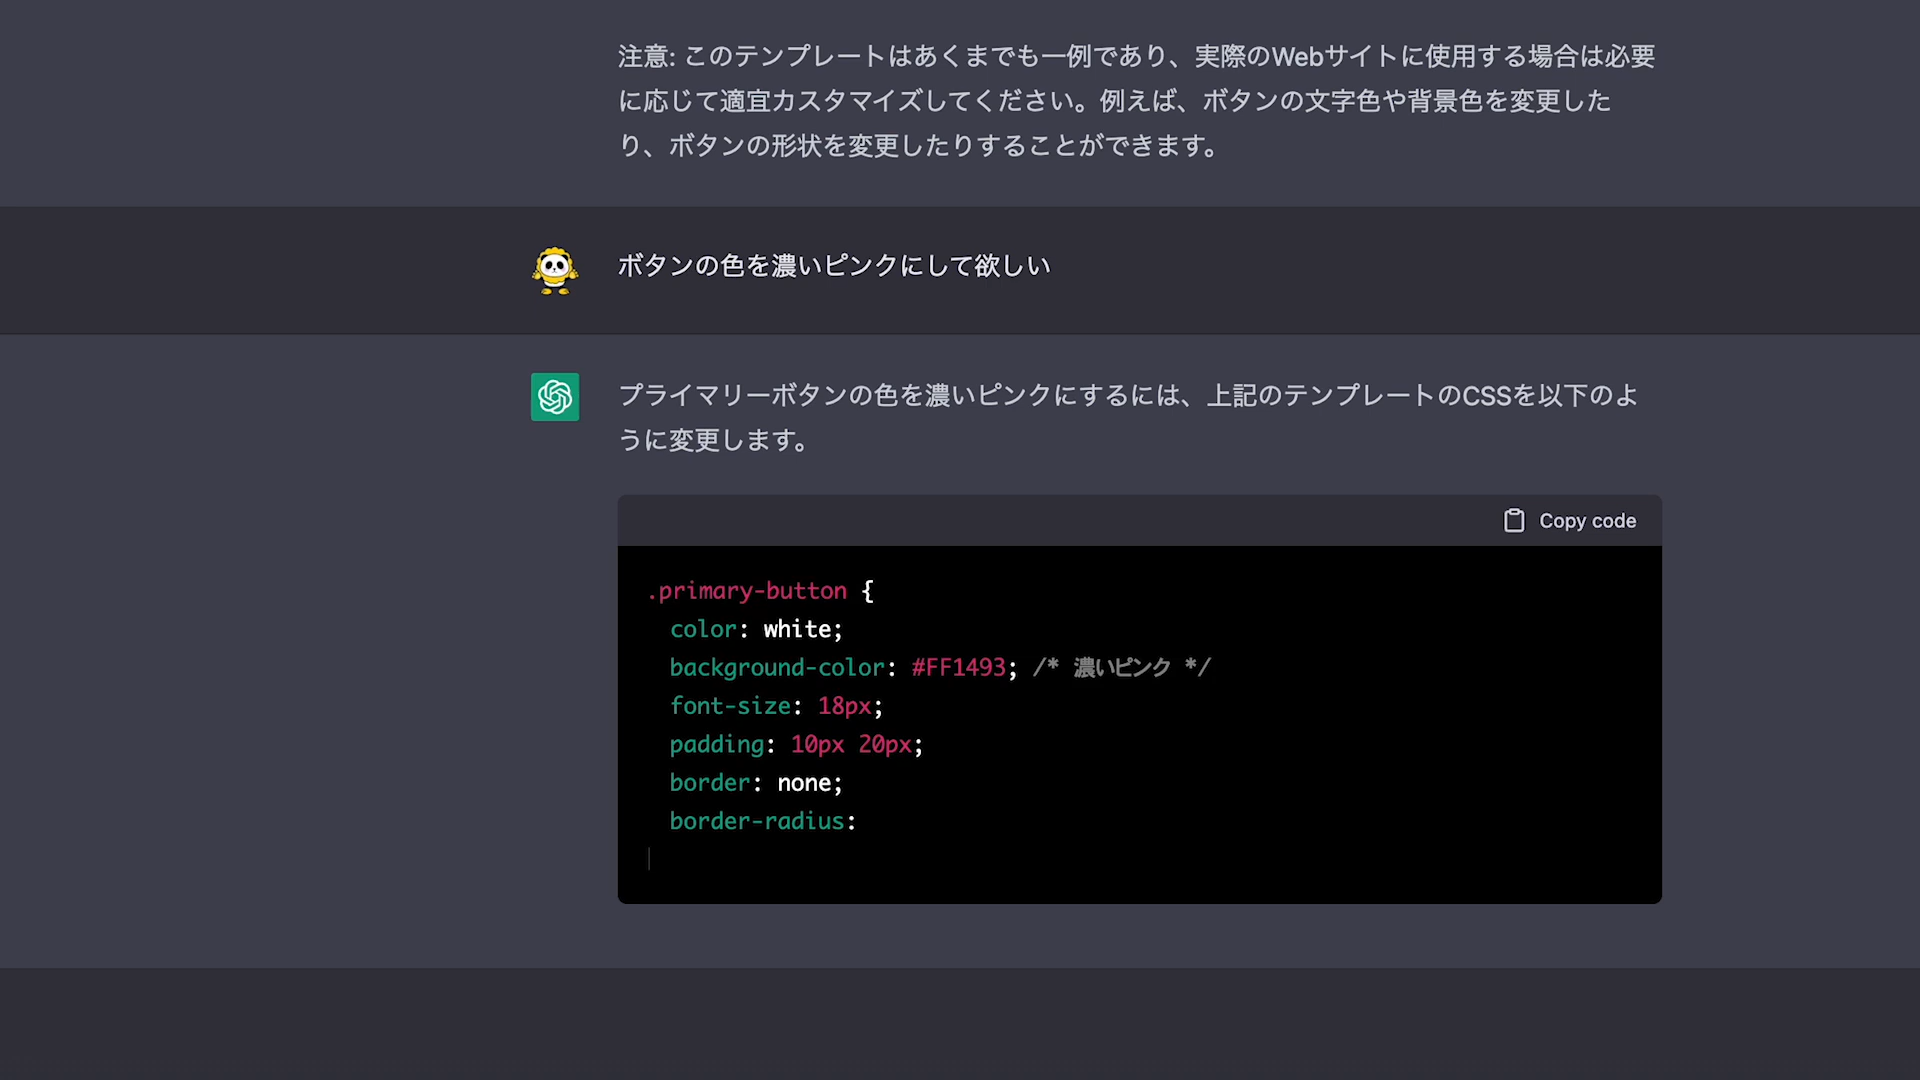 注意: このテンプレートはあくまでも一例であり、実際のWebサイトに使用する場合は必要
に応じて適宜カスタマイズしてください。例えば、ボタンの文字色や背景色を変更した
り、ボタンの形状を変更したりすることができます。
ボタンの色を濃いピンクにして欲しい
プライマリーボタンの色を濃いピンクにするには、上記のテンプレートのCSSを以下のよ
うに変更します。
Copy code
.primary-button {
color: white;
background-color: #FF1493; /* 濃いピンク */
font-size: 18px;
padding: 10px 20px;
border: none;
border-radius: